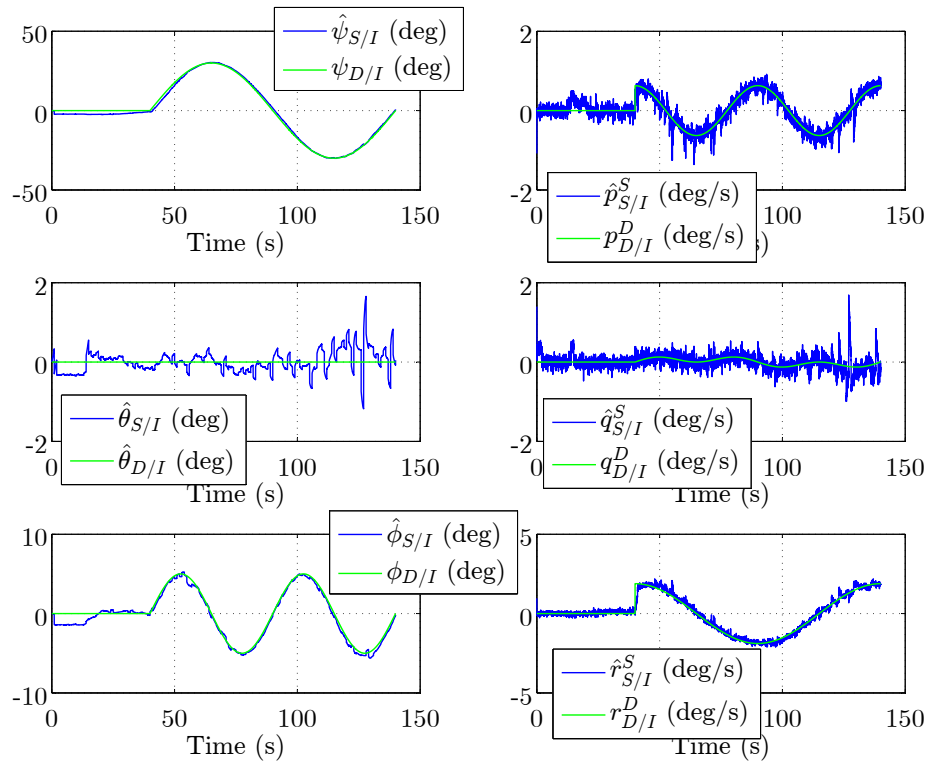 50
0
-50
0
50
100
150
Time (s)
ψ̂_{S/I} (deg)
ψ_{D/I} (deg)
2
0
-2
0
150
s)
p̂^S_{S/I} (deg/s)
p^D_{D/I} (deg/s)
2
0
-2
0
100
150
Time (s)
θ̂_{S/I} (deg)
θ̂_{D/I} (deg)
2
0
-2
0
100
150
Time (s)
q̂^S_{S/I} (deg/s)
q^D_{D/I} (deg/s)
10
0
-10
0
50
100
150
Time (s)
ϕ̂_{S/I} (deg)
ϕ_{D/I} (deg)
5
0
-5
0
150
Time (s)
r̂^S_{S/I} (deg/s)
r^D_{D/I} (deg/s)